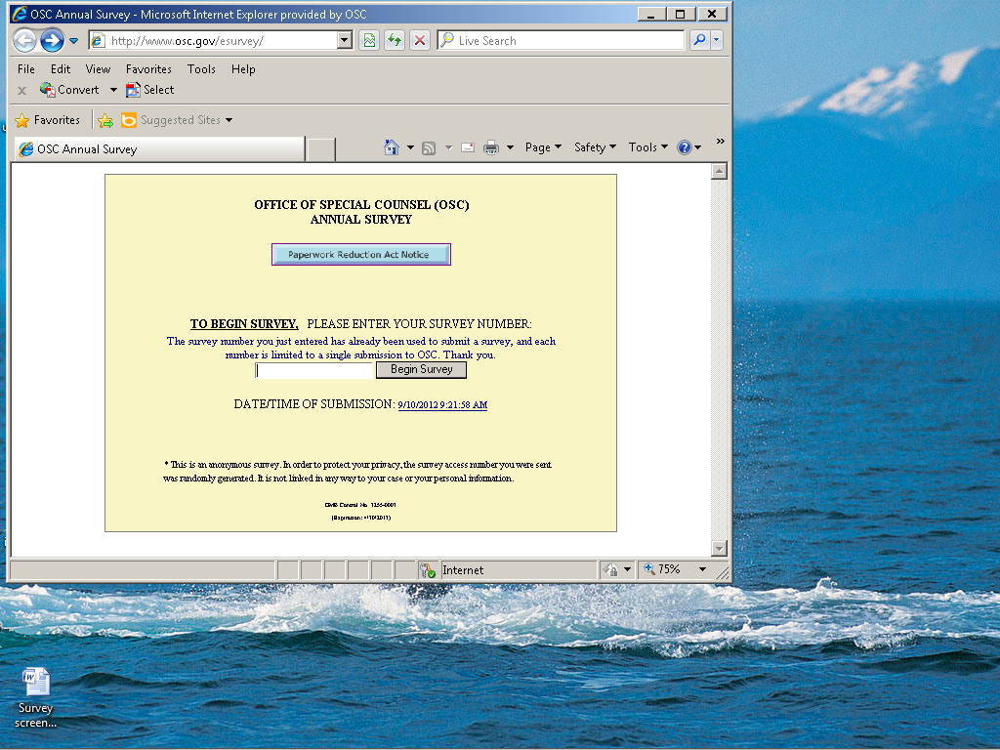 OSC Annual Survey - Microsoft Internet Explorer provided by OSC
http://www.osc.gov/esurvey/
Live Search
File Edit View Favorites Tools Help
x Convert Select
Favorites Suggested Sites
OSC Annual Survey
Page Safety Tools
OFFICE OF SPECIAL COUNSEL (OSC)
ANNUAL SURVEY
Paperwork Reduction Act Notice
TO BEGIN SURVEY, PLEASE ENTER YOUR SURVEY NUMBER:
The survey number you just entered has already been used to submit a survey, and each
number is limited to a single submission to OSC. Thank you.
Begin Survey
DATE/TIME OF SUBMISSION: 9/10/2012 9:21:58 AM
* This is an anonymous survey. In order to protect your privacy, the survey access number you were sent
was randomly generated. It is not linked in any way to your case or your personal information.
OMB Control No.
(Expiration:
Internet
75%
Survey
screen...